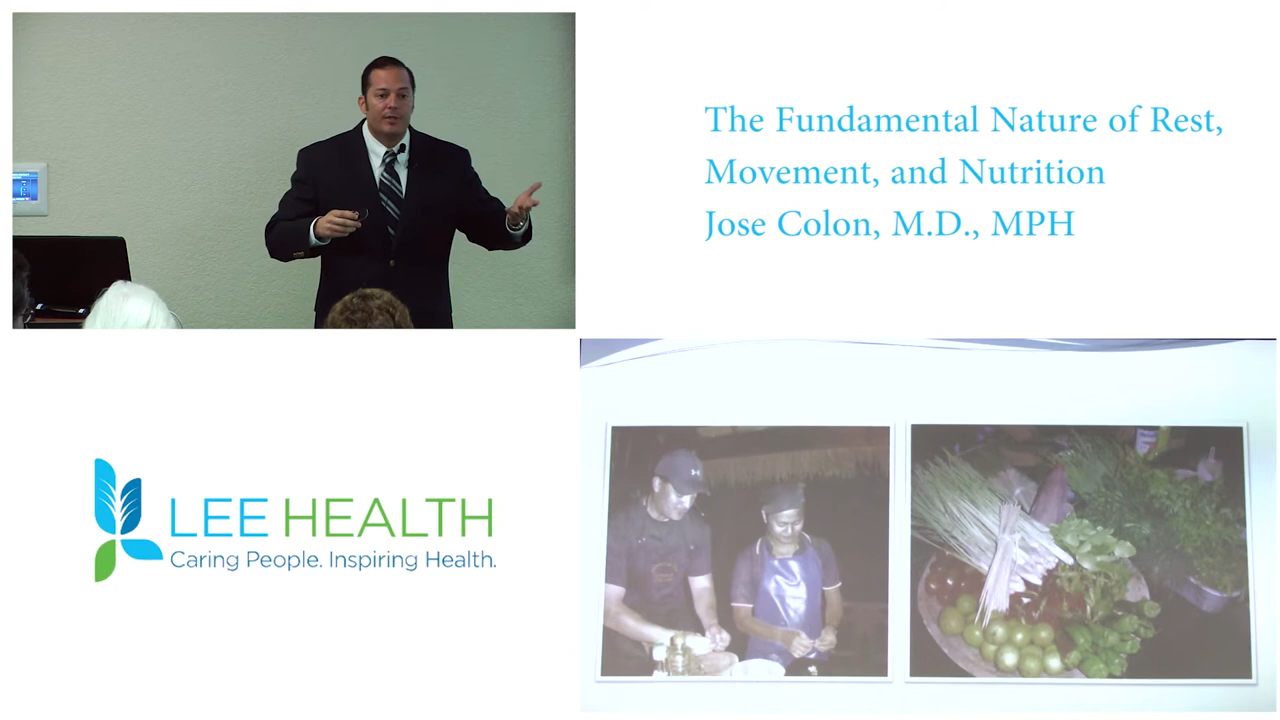 The Fundamental Nature of Rest,
Movement, and Nutrition
Jose Colon, M.D., MPH
LEE HEALTH
Caring People. Inspiring Health.